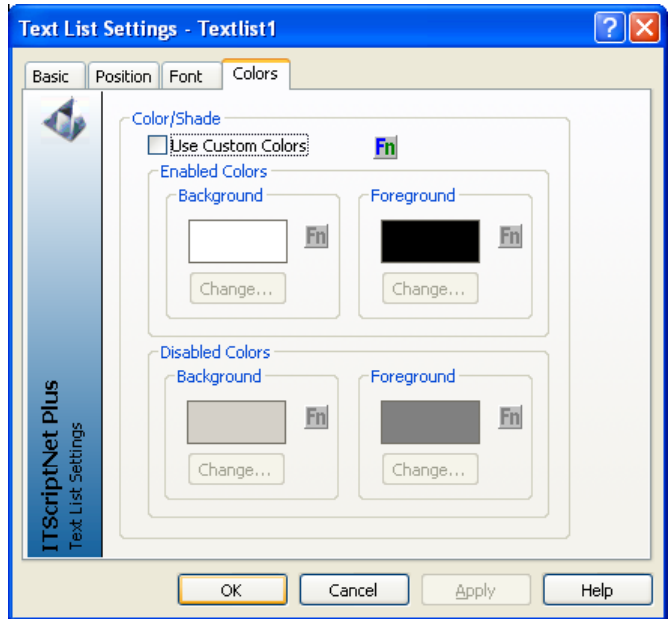 Text List Settings - Textlist1
?
X
Basic Position Font Colors
Color/Shade
Use Custom Colors Fn
Enabled Colors
Background Foreground
Fn Fn
Change... Change...
Disabled Colors
Background Foreground
Fn Fn
Change... Change...
ITScriptNet Plus
Text List Settings
OK Cancel Apply Help